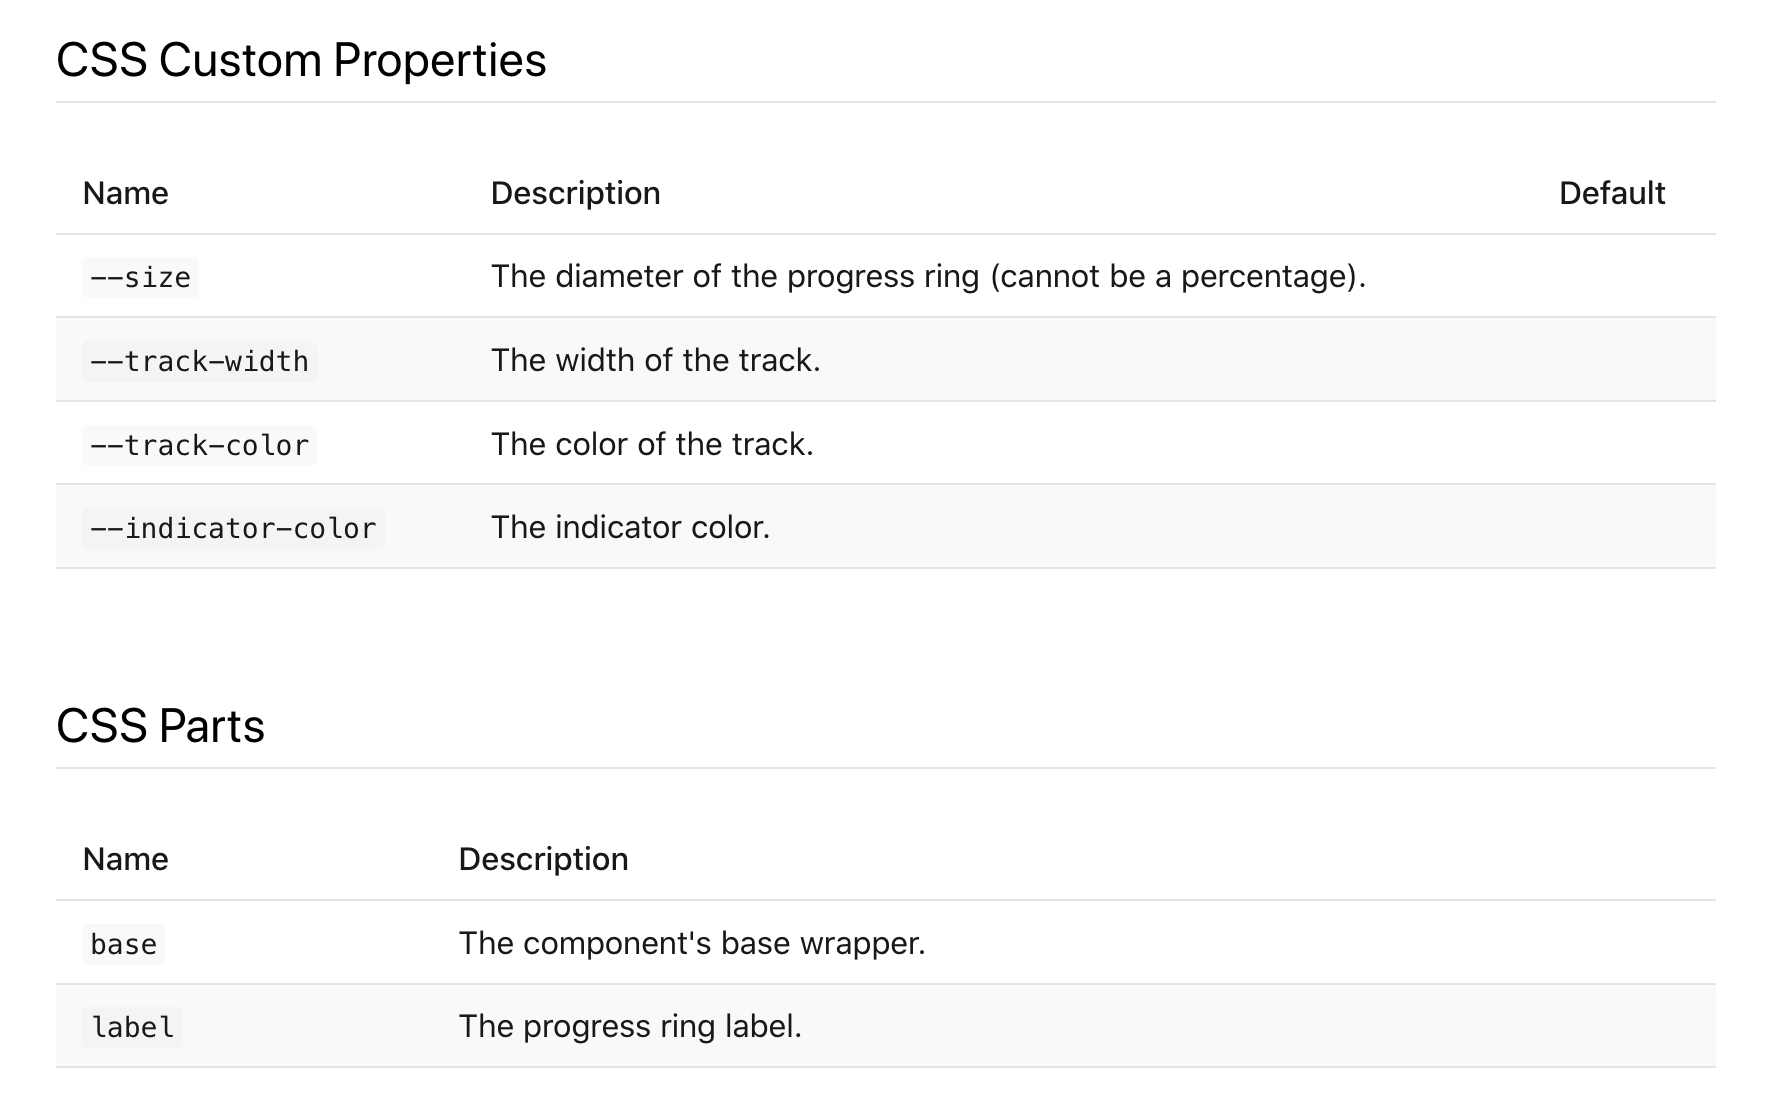 CSS Custom Properties
Name Description Default
--size The diameter of the progress ring (cannot be a percentage).
--track-width The width of the track.
--track-color The color of the track.
--indicator-color The indicator color.
CSS Parts
Name Description
base The component's base wrapper.
label The progress ring label.